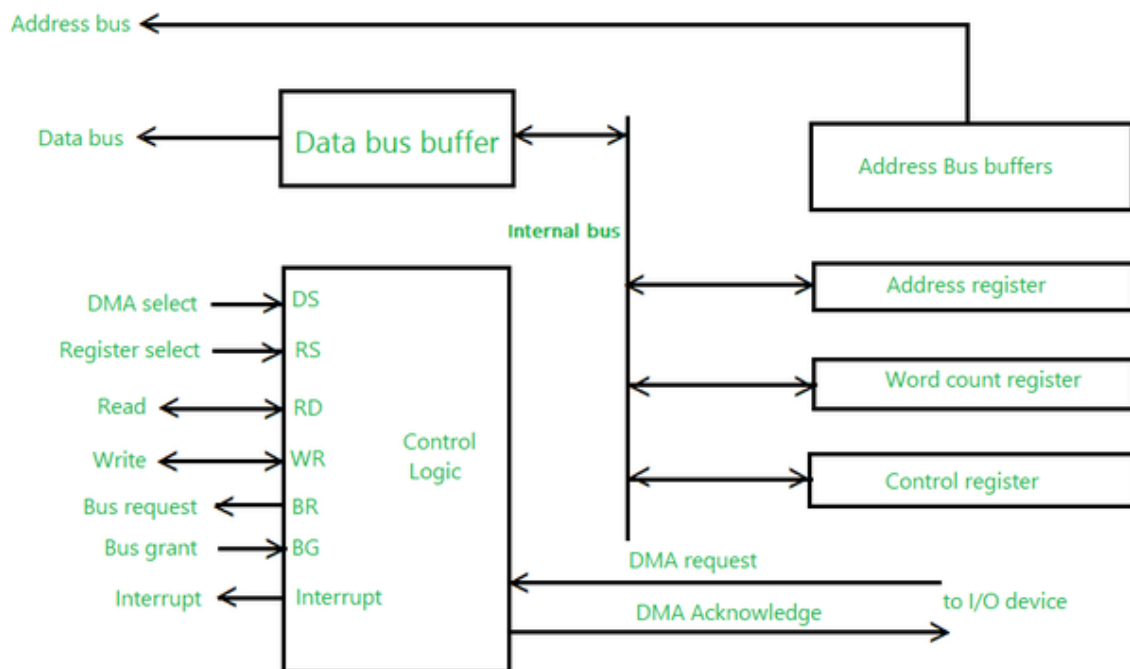 Address bus
Data bus
Data bus buffer
Address Bus buffers
Internal bus
Address register
DMA select
DS
Register select
RS
Word count register
Read
RD
Control
Logic
Write
WR
Control register
Bus request
BR
Bus grant
BG
DMA request
Interrupt
Interrupt
to I/O device
DMA Acknowledge